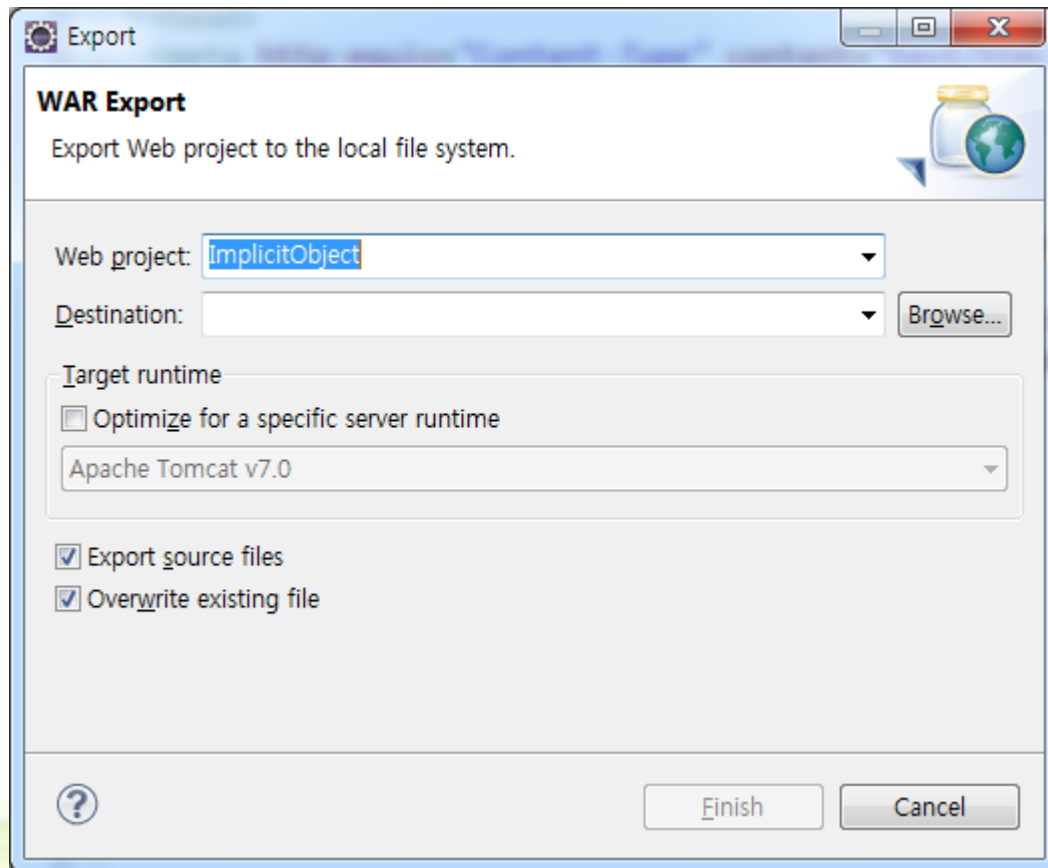 Export
WAR Export
Export Web project to the local file system.
Web project: ImplicitObject
Destination: Browse...
Target runtime
Optimize for a specific server runtime
Apache Tomcat v7.0
Export source files
Overwrite existing file
? Finish Cancel